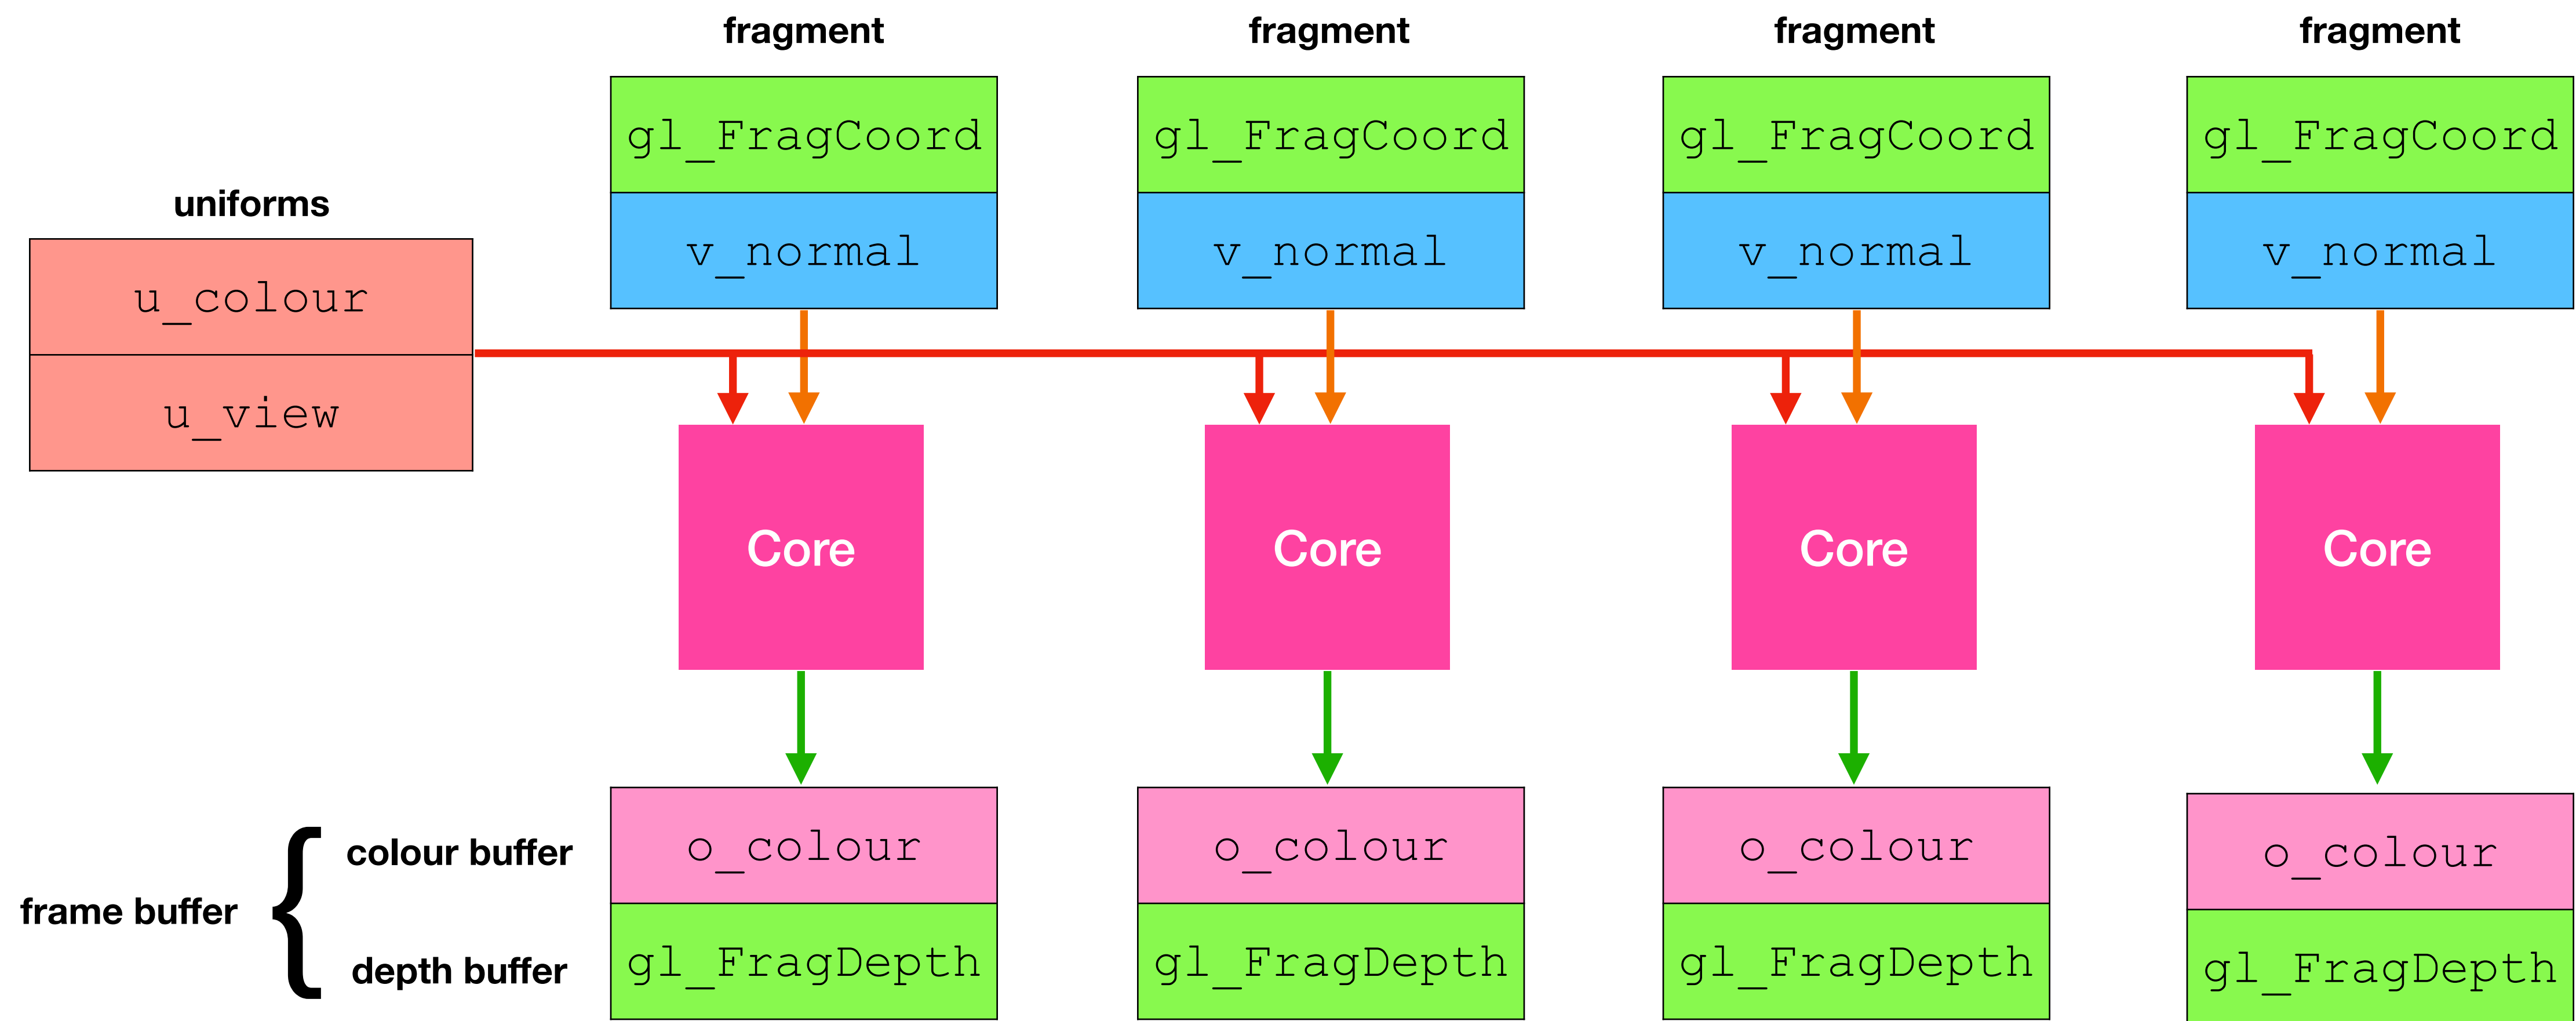 fragment fragment fragment fragment
gl_FragCoord gl_FragCoord gl_FragCoord gl_FragCoord
uniforms
v_normal v_normal v_normal v_normal
u_colour
u_view
Core Core Core Core
colour buffer
o_colour o_colour o_colour o_colour
frame buffer {
depth buffer
gl_FragDepth gl_FragDepth gl_FragDepth gl_FragDepth